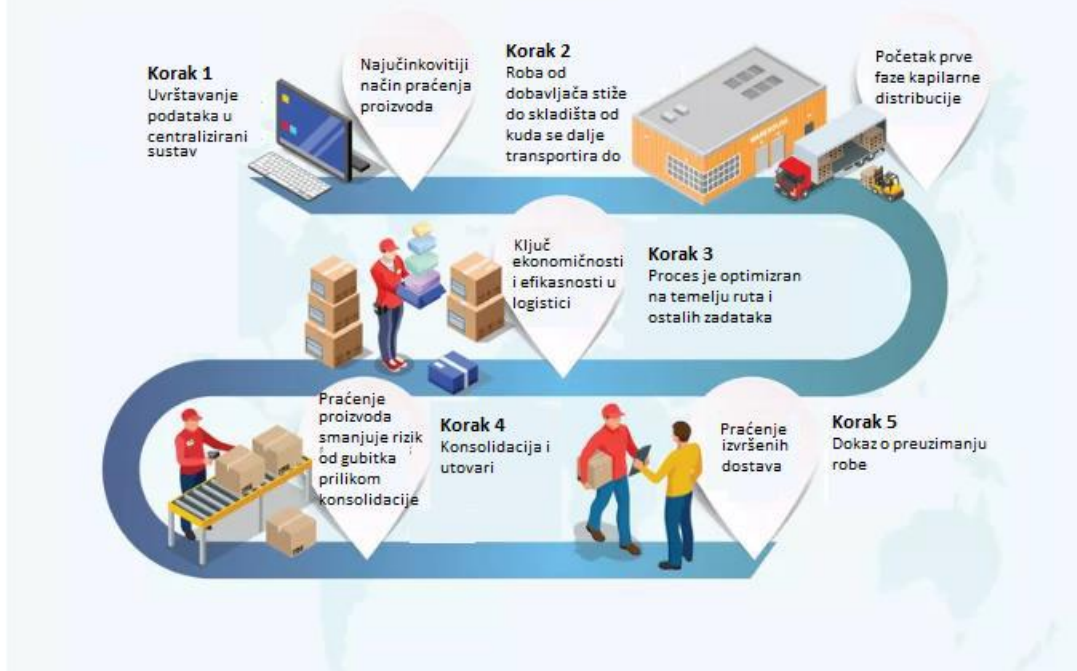 Korak 1
Uvrštavanje
podataka u
centralizirani
sustav
Najučinkovitiji
način praćenja
proizvoda
Korak 2
Roba od
dobavljača stiže
do skladišta od
kuda se dalje
transportira do
WAREHOUSE
Početak prve
faze kapilarne
distribucije
Ključ
ekonomičnosti
i efikasnosti u
logistici
Korak 3
Proces je optimizran
na temelju ruta i
ostalih zadataka
Praćenje
proizvoda
smanjuje rizik
od gubitka
prilikom
konsolidacije
Korak 4
Konsolidacija i
utovari
Praćenje
izvršenih
dostava
Korak 5
Dokaz o preuzimanju
robe